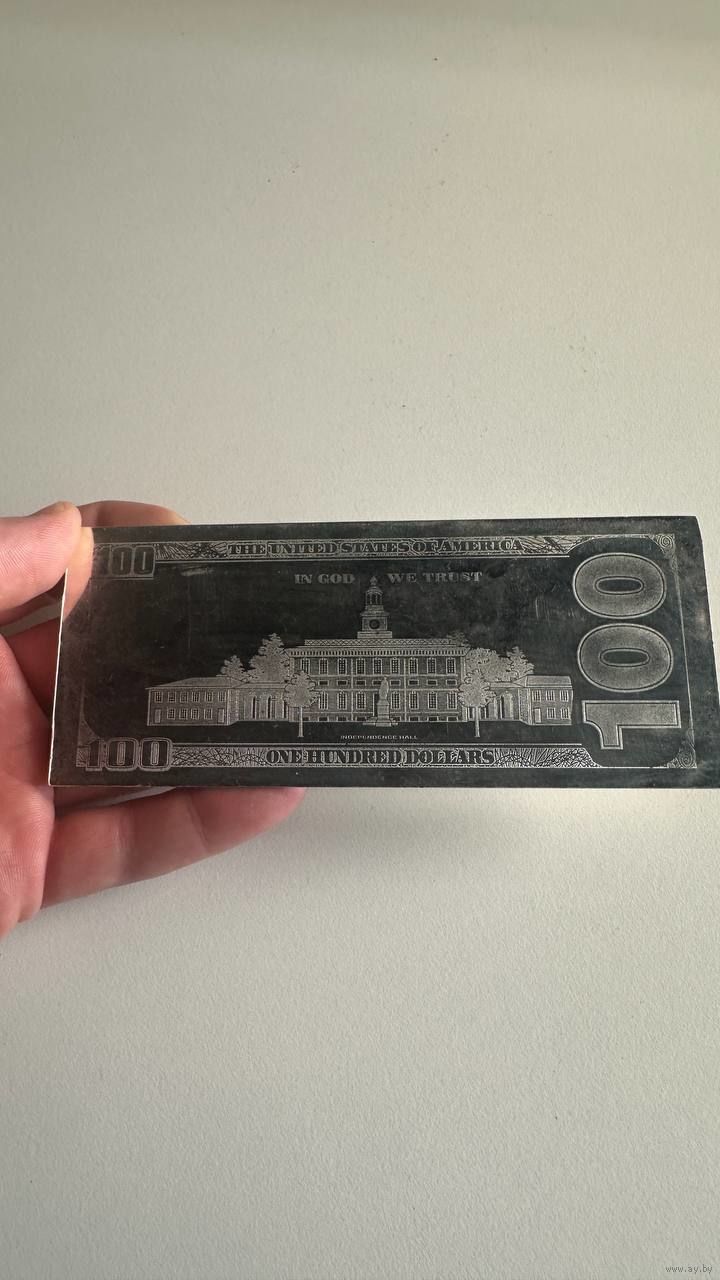 100
THE UNITED STATES OF AMERICA
IN GOD WE TRUST
100
INDEPENDENCE HALL
100
ONE HUNDRED DOLLARS
www.ay.by